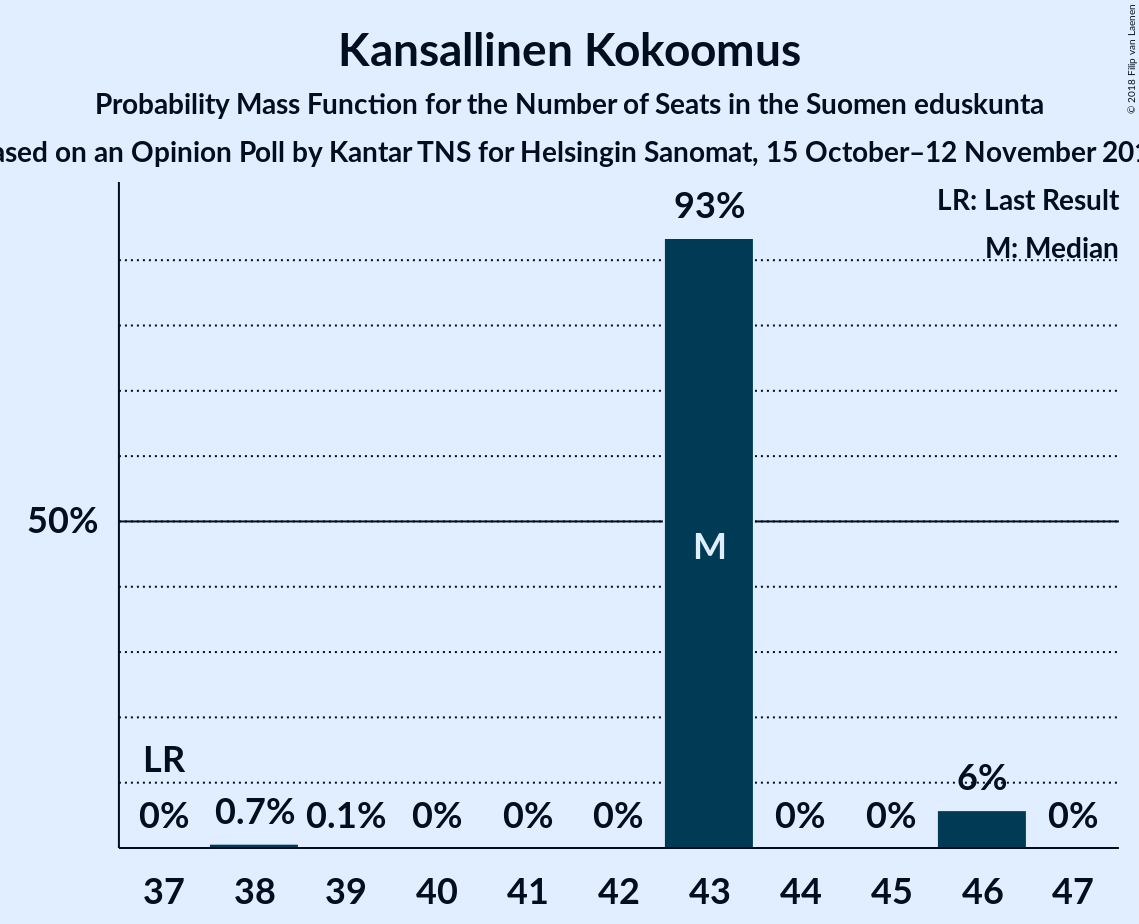 Kansallinen Kokoomus
Probability Mass Function for the Number of Seats in the Suomen eduskunta
on an Opinion Poll by Kantar TNS for Helsingin Sanomat, 15 October–12 November
© 2018 Filip van Laenen
LR: Last Result
M: Median
93%
50%
M
LR
6%
0% 0.7% 0.1% 0% 0% 0% 0% 0% 0%
37 38 39 40 41 42 43 44 45 46 47